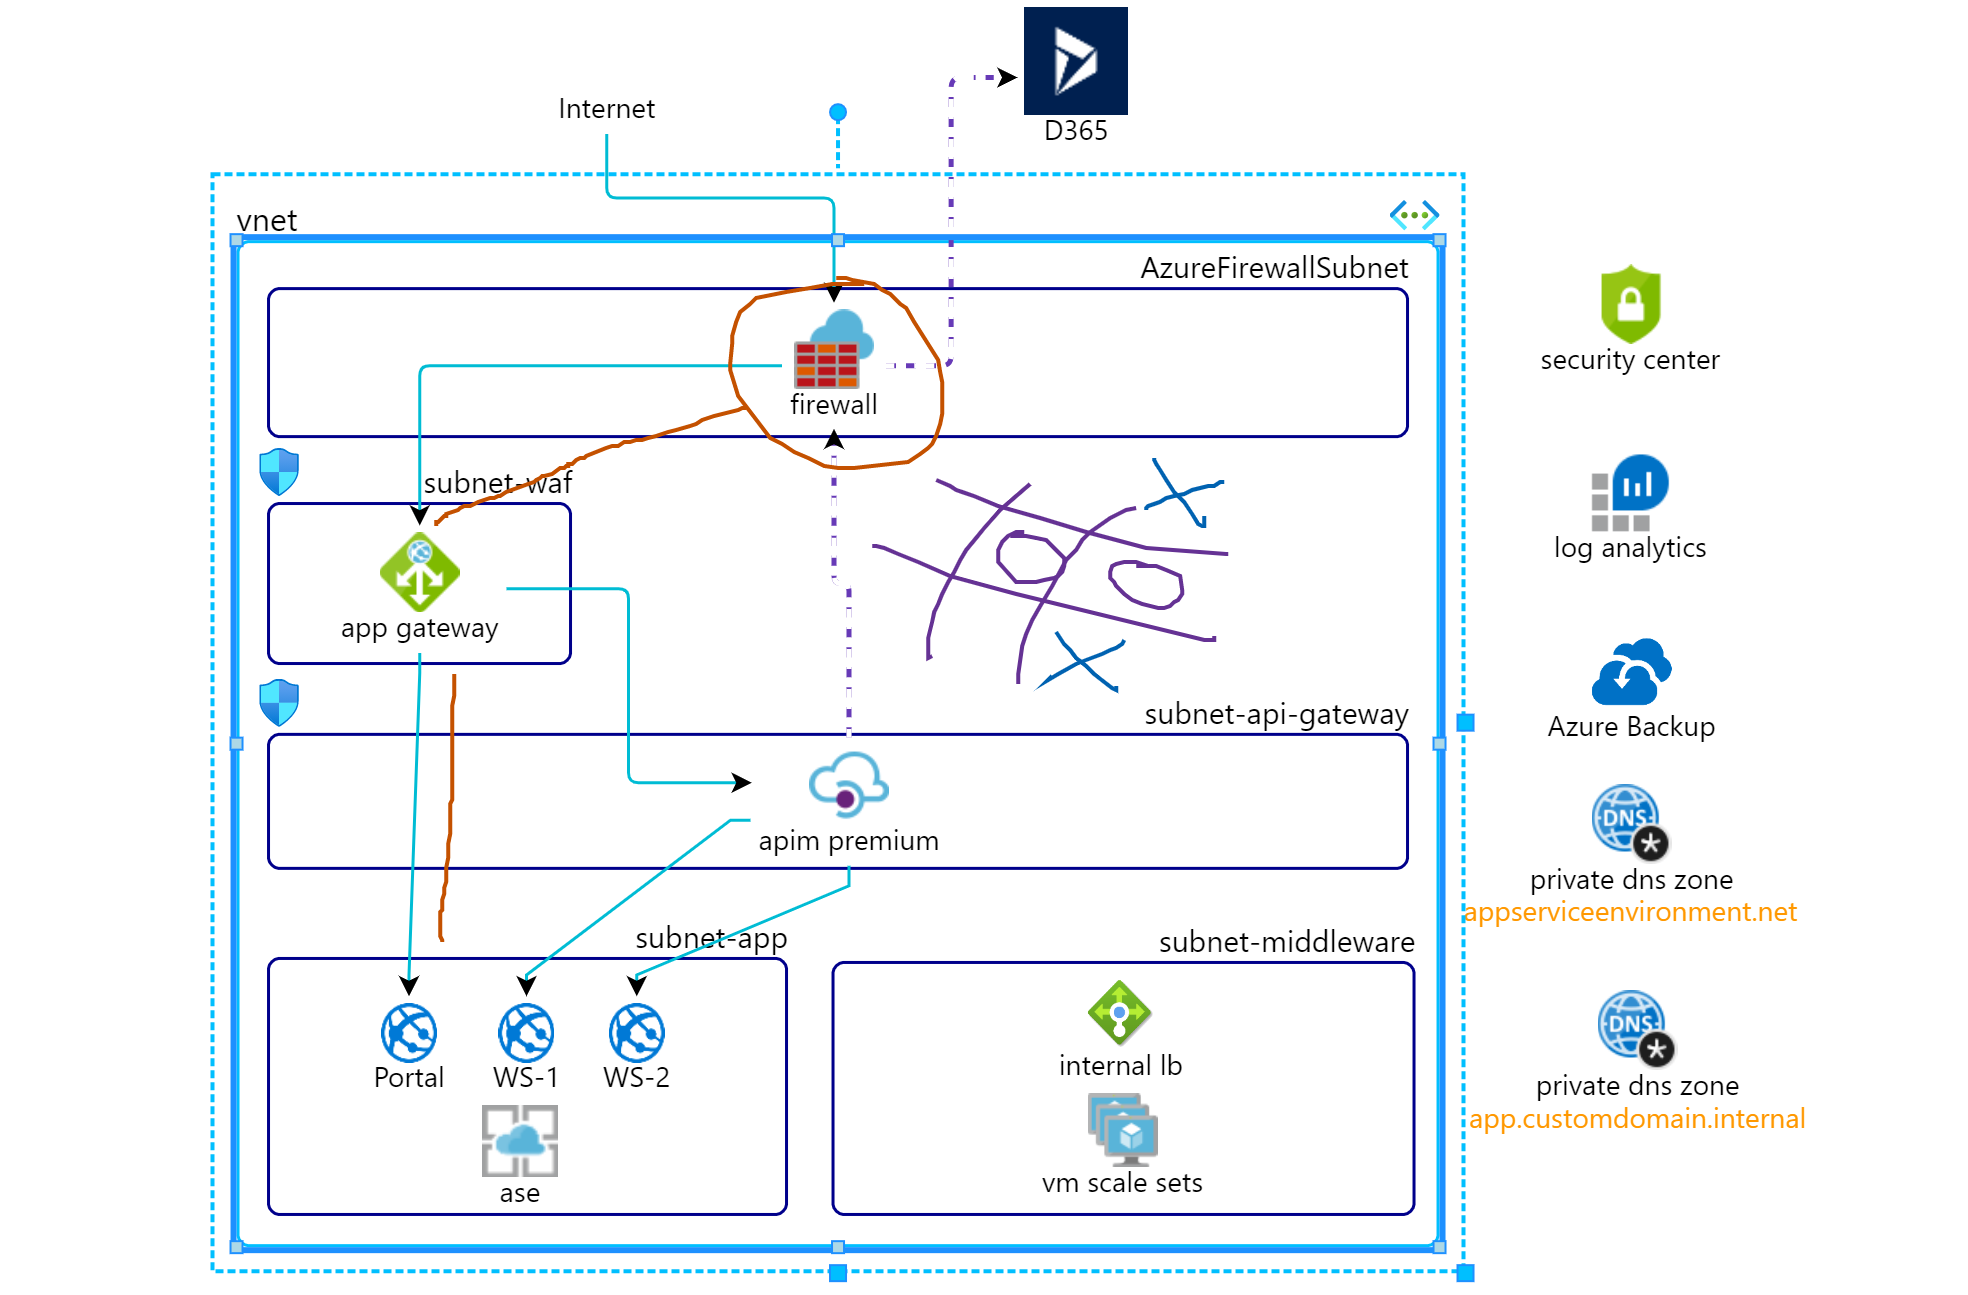 Internet
D365
vnet
AzureFirewallSubnet
firewall
security center
subnet-waf
log analytics
app gateway
subnet-api-gateway
Azure Backup
apim premium
DNS
private dns zone
appserviceenvironment.net
subnet-app
subnet-middleware
Portal
WS-1
WS-2
internal lb
DNS
private dns zone
app.customdomain.internal
ase
vm scale sets